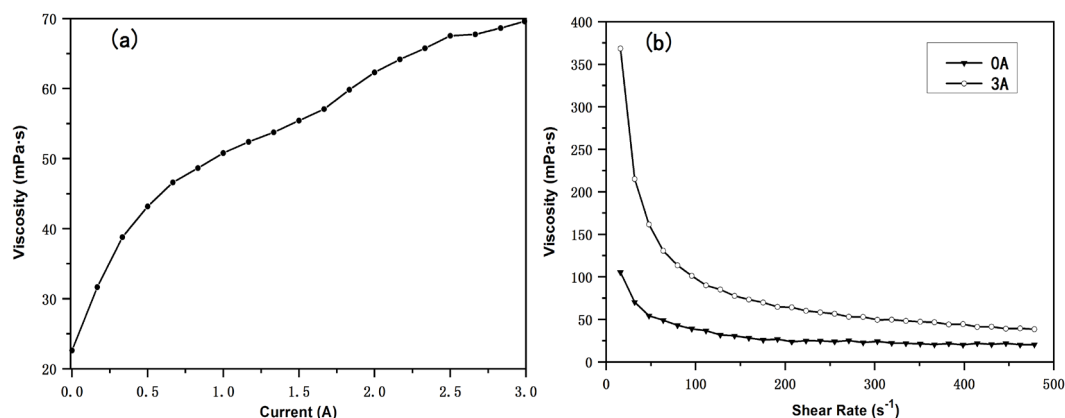 (a)
Viscosity (mPa·s)
70
60
50
40
30
20
0.0 0.5 1.0 1.5 2.0 2.5 3.0
Current (A)
(b)
0A
3A
Viscosity (mPa·s)
400
350
300
250
200
150
100
50
0
0 100 200 300 400 500
Shear Rate (s⁻¹)